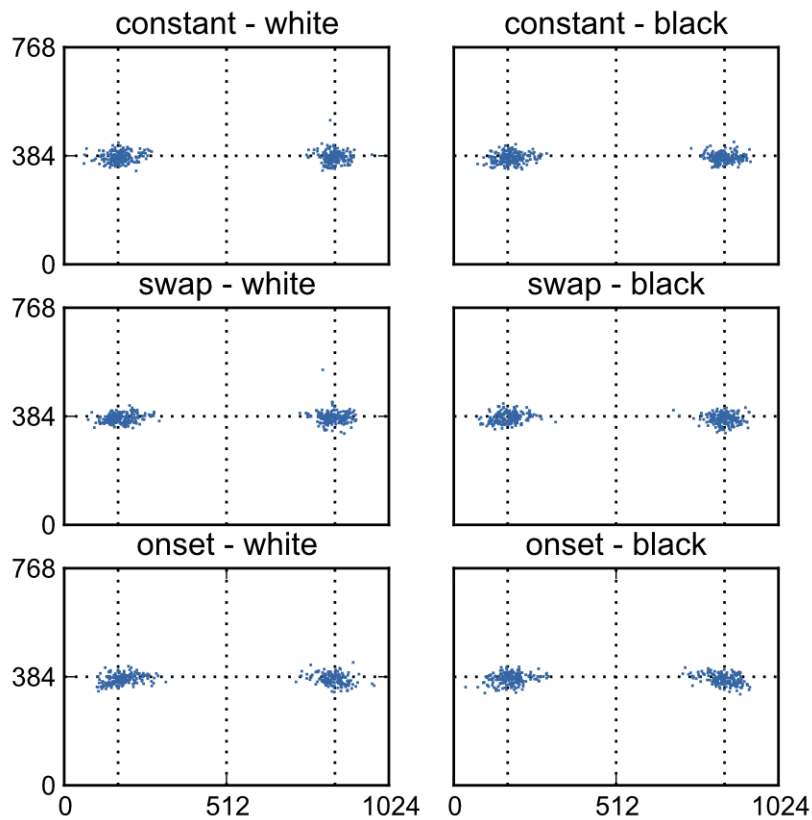 constant - white
constant - black
768
384
0
swap - white
swap - black
768
384
0
onset - white
onset - black
768
384
0
0 512 1024
0 512 1024